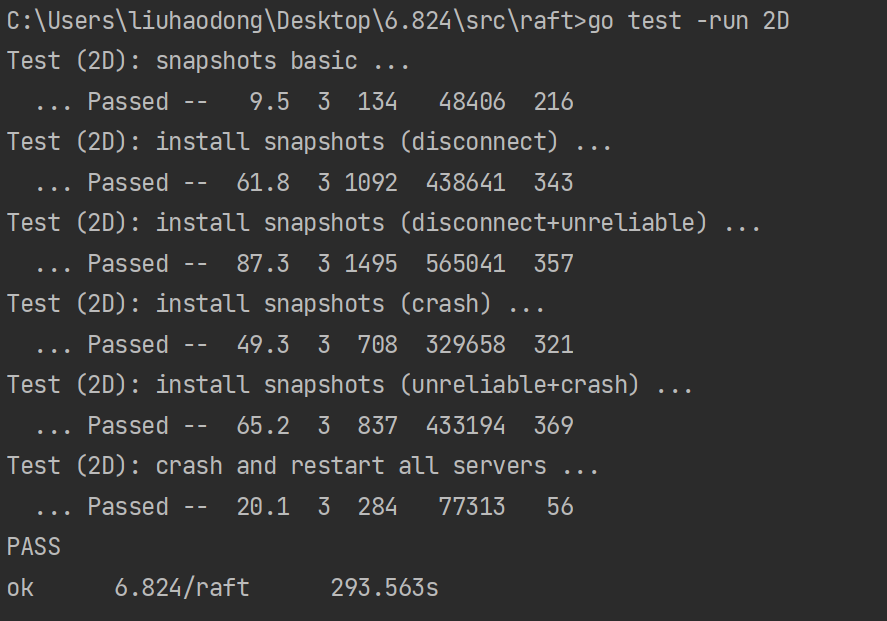 C:\Users\liuhaodong\Desktop\6.824\src\raft>go test -run 2D
Test (2D): snapshots basic ...
  ... Passed --   9.5  3  134   48406  216
Test (2D): install snapshots (disconnect) ...
  ... Passed --  61.8  3 1092  438641  343
Test (2D): install snapshots (disconnect+unreliable) ...
  ... Passed --  87.3  3 1495  565041  357
Test (2D): install snapshots (crash) ...
  ... Passed --  49.3  3  708  329658  321
Test (2D): install snapshots (unreliable+crash) ...
  ... Passed --  65.2  3  837  433194  369
Test (2D): crash and restart all servers ...
  ... Passed --  20.1  3  284   77313   56
PASS
ok      6.824/raft      293.563s